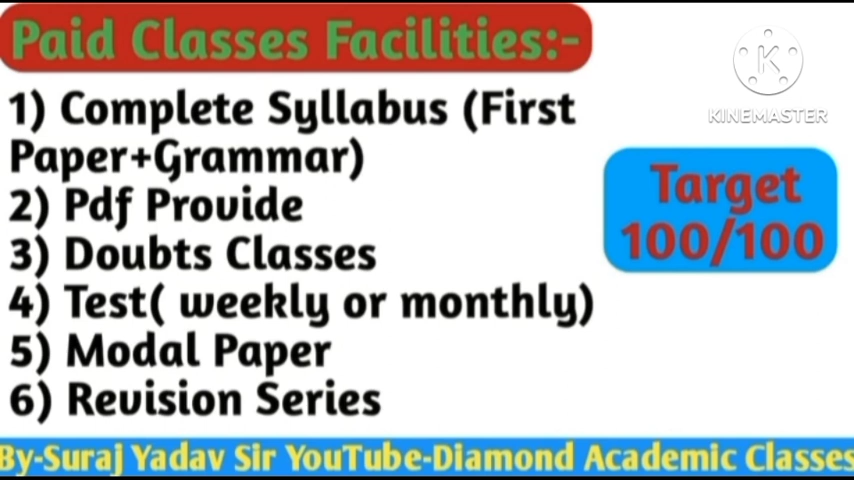 Paid Classes Facilities:-
KINEMASTER
1) Complete Syllabus (First
Paper+Grammar)
Target
100/100
2) Pdf Provide
3) Doubts Classes
4) Test( weekly or monthly)
5) Modal Paper
6) Revision Series
By-Suraj Yadav Sir YouTube-Diamond Academic Classes